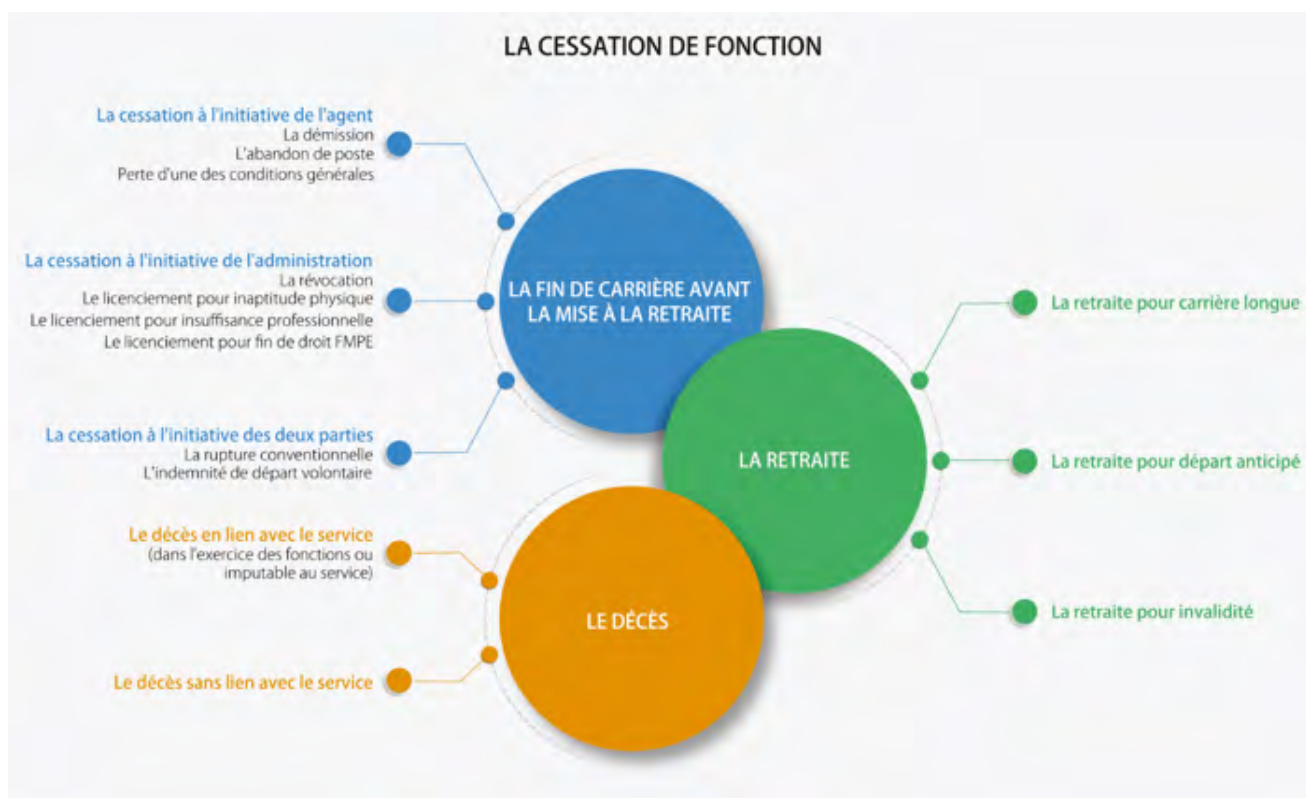 LA CESSATION DE FONCTION
La cessation à l'initiative de l'agent
La démission
L'abandon de poste
Perte d'une des conditions générales
La cessation à l'initiative de l'administration
La révocation
Le licenciement pour inaptitude physique
Le licenciement pour insuffisance professionnelle
Le licenciement pour fin de droit FMPE
La cessation à l'initiative des deux parties
La rupture conventionnelle
L'indemnité de départ volontaire
LA FIN DE CARRIÈRE AVANT
LA MISE À LA RETRAITE
LA RETRAITE
La retraite pour carrière longue
La retraite pour départ anticipé
La retraite pour invalidité
Le décès en lien avec le service
(dans l'exercice des fonctions ou
imputable au service)
Le décès sans lien avec le service
LE DÉCÈS